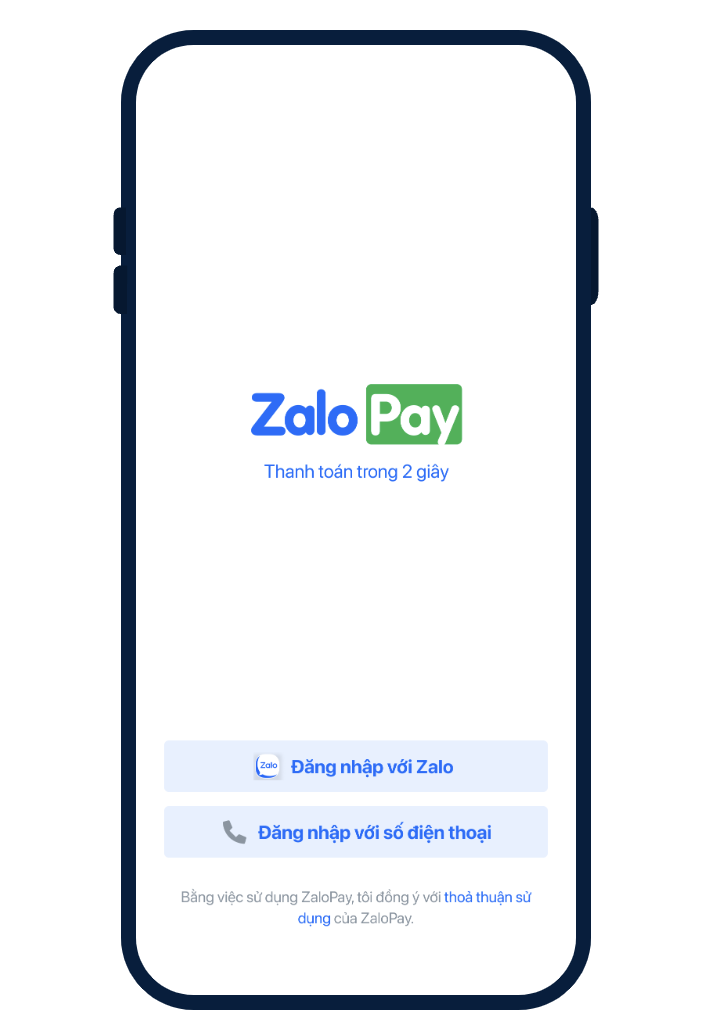 Zalo Pay
Thanh toán trong 2 giây
Zalo Đăng nhập với Zalo
Đăng nhập với số điện thoại
Bằng việc sử dụng ZaloPay, tôi đồng ý với thoả thuận sử
dụng của ZaloPay.